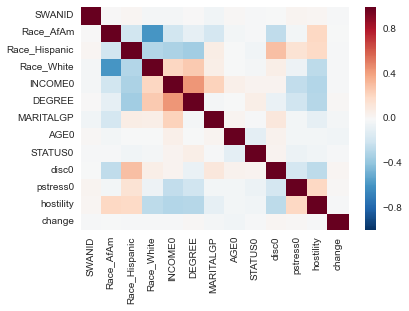 SWANID
Race_AfAm
Race_Hispanic
Race_White
INCOME0
DEGREE
MARITALGP
AGE0
STATUS0
disc0
pstress0
hostility
change
0.8
0.4
0.0
−0.4
−0.8
SWANID
Race_AfAm
Race_Hispanic
Race_White
INCOME0
DEGREE
MARITALGP
AGE0
STATUS0
disc0
pstress0
hostility
change